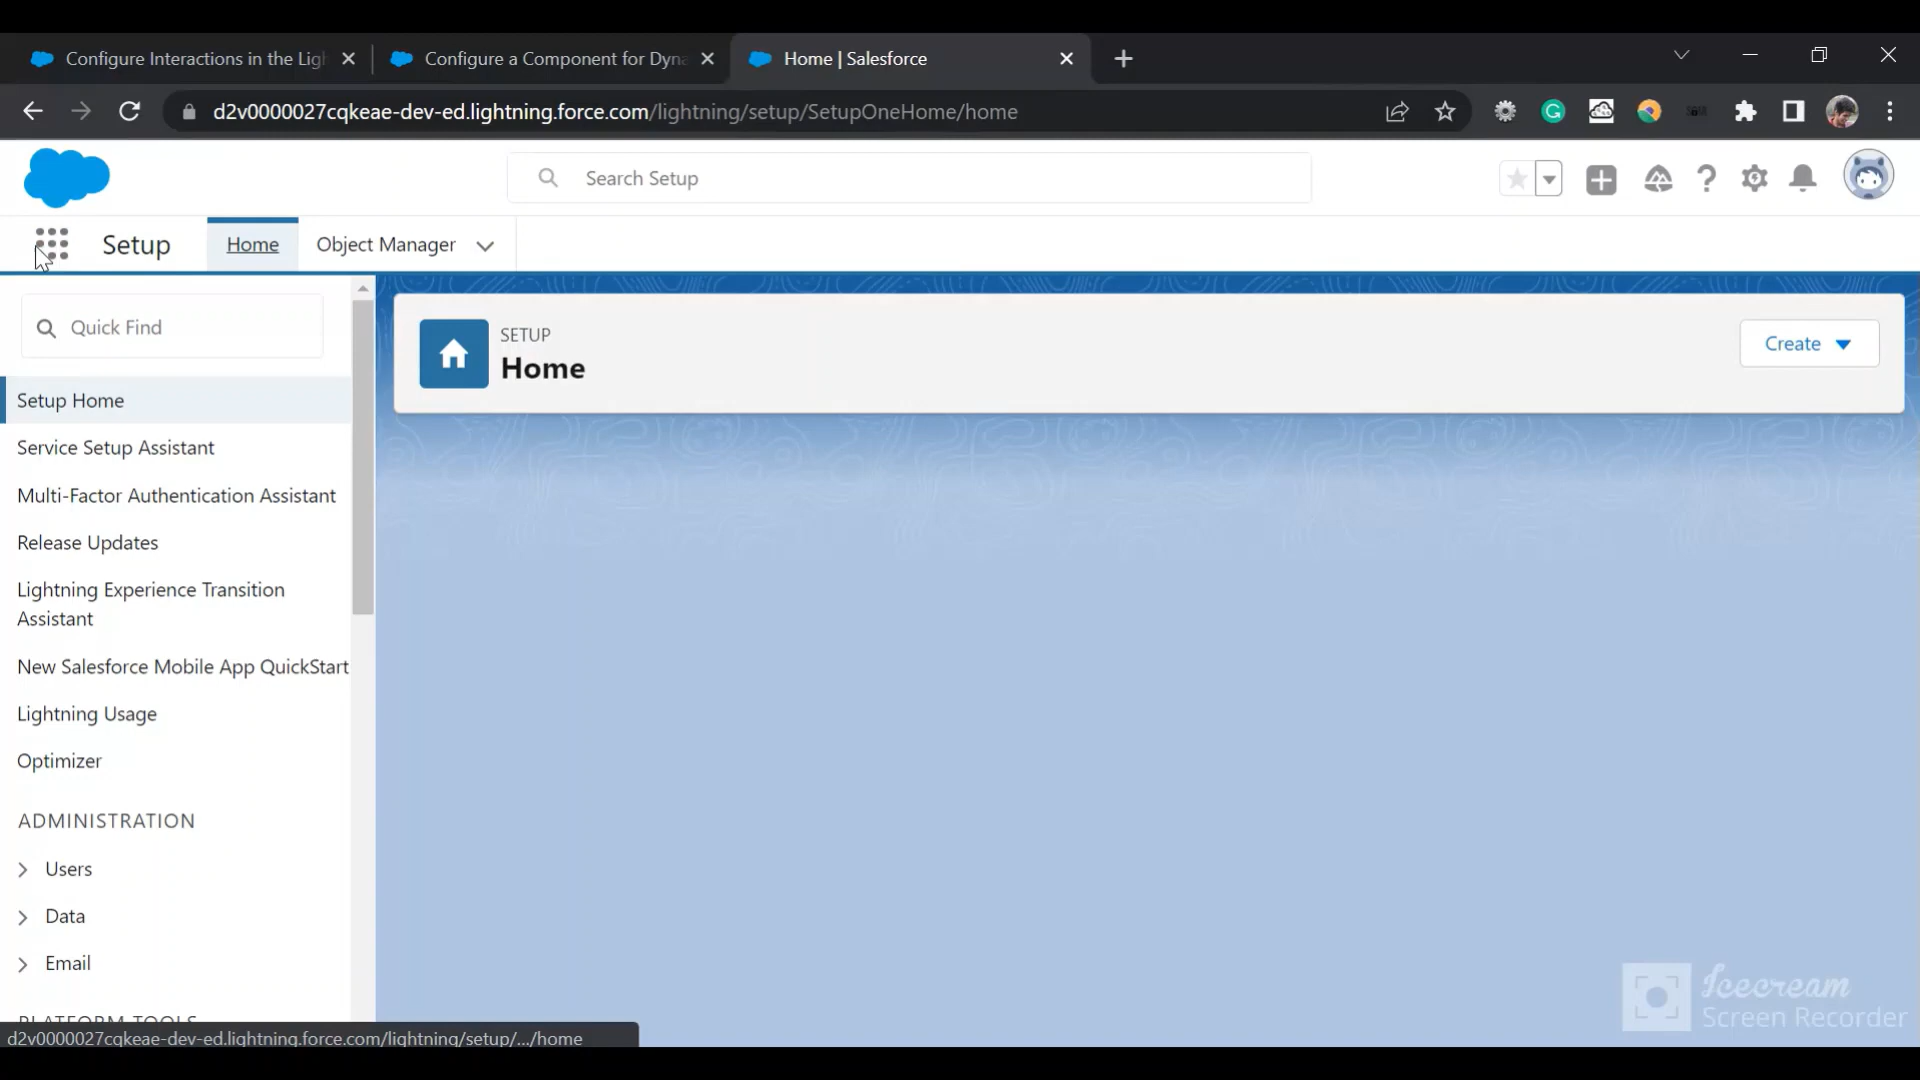 Configure Interactions in the Ligh
Configure a Component for Dyna
Home | Salesforce
d2v0000027cqkeae-dev-ed.lightning.force.com/lightning/setup/SetupOneHome/home
Search Setup
Setup
Home
Object Manager
Quick Find
SETUP
Home
Create
Setup Home
Service Setup Assistant
Multi-Factor Authentication Assistant
Release Updates
Lightning Experience Transition
Assistant
New Salesforce Mobile App QuickStart
Lightning Usage
Optimizer
ADMINISTRATION
Users
Data
Email
PLATFORM TOOLS
d2v0000027cqkeae-dev-ed.lightning.force.com/lightning/setup/.../home
Icecream
Screen Recorder